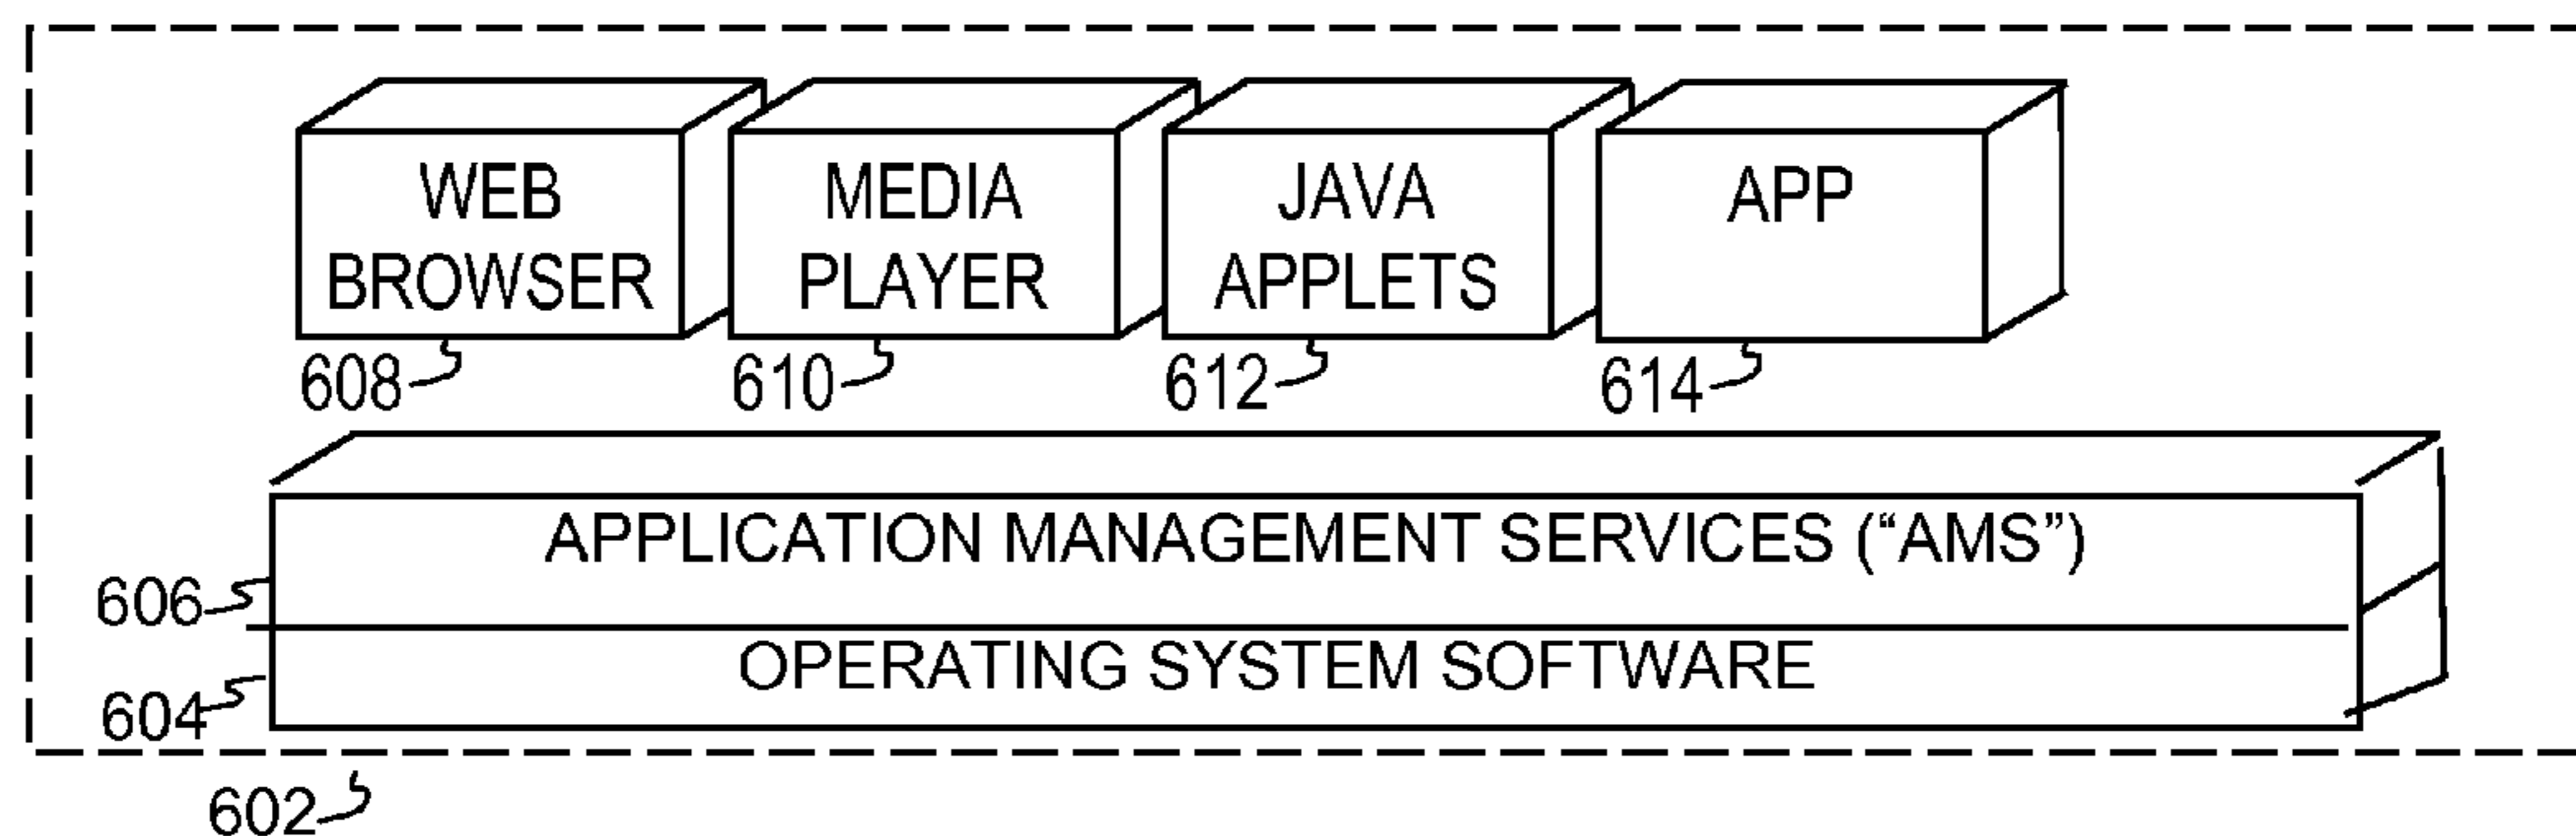 WEB
BROWSER
MEDIA
PLAYER
JAVA
APPLETS
APP
608
610
612
614
APPLICATION MANAGEMENT SERVICES (“AMS”)
606
OPERATING SYSTEM SOFTWARE
604
602